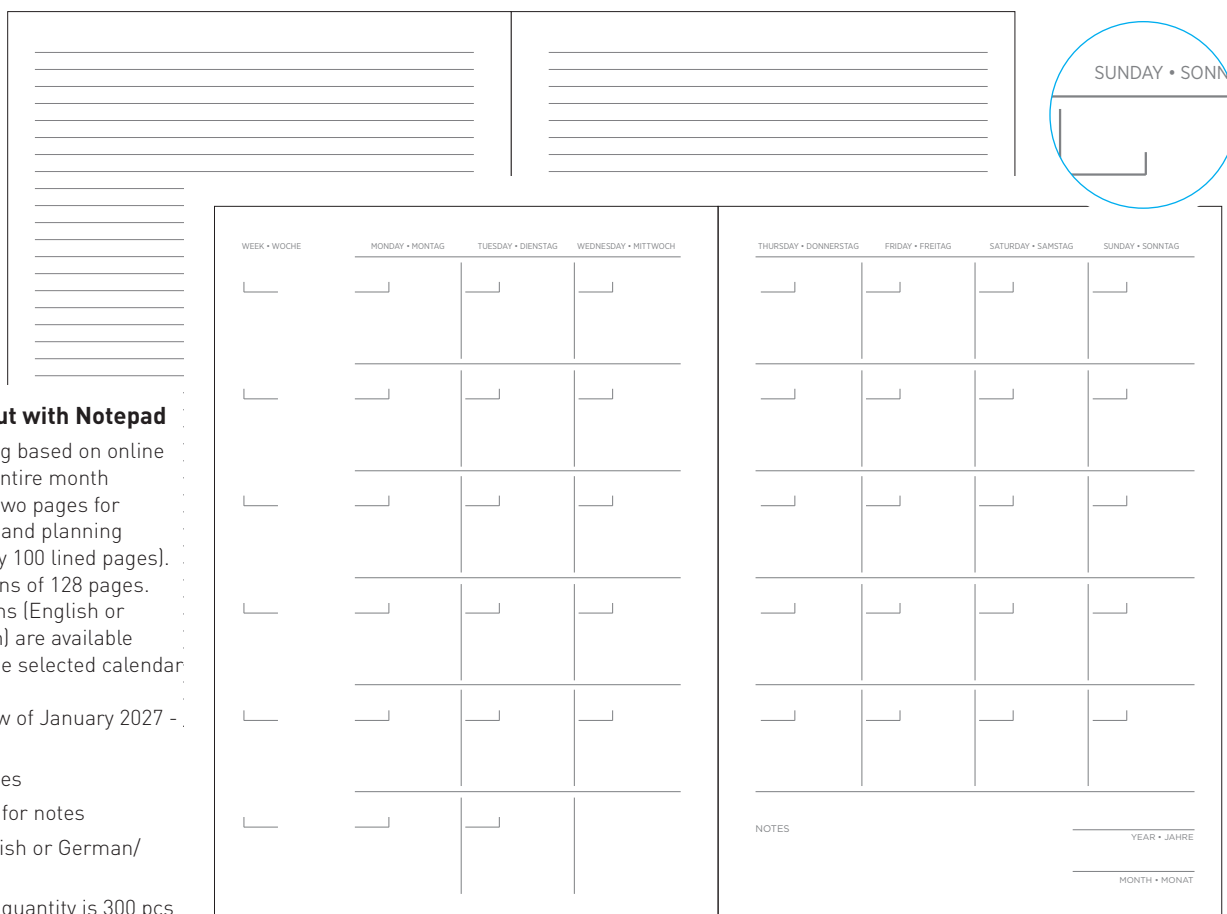 SUNDAY • SONN
WEEK • WOCHE MONDAY • MONTAG TUESDAY • DIENSTAG WEDNESDAY • MITTWOCH THURSDAY • DONNERSTAG FRIDAY • FREITAG SATURDAY • SAMSTAG SUNDAY • SONNTAG
ut with Notepad
g based on online
ntire month
wo pages for
and planning
y 100 lined pages).
ns of 128 pages.
ns (English or
n) are available
e selected calendar
w of January 2027 -
es
for notes
ish or German/
quantity is 300 pcs
NOTES
YEAR • JAHRE
MONTH • MONAT